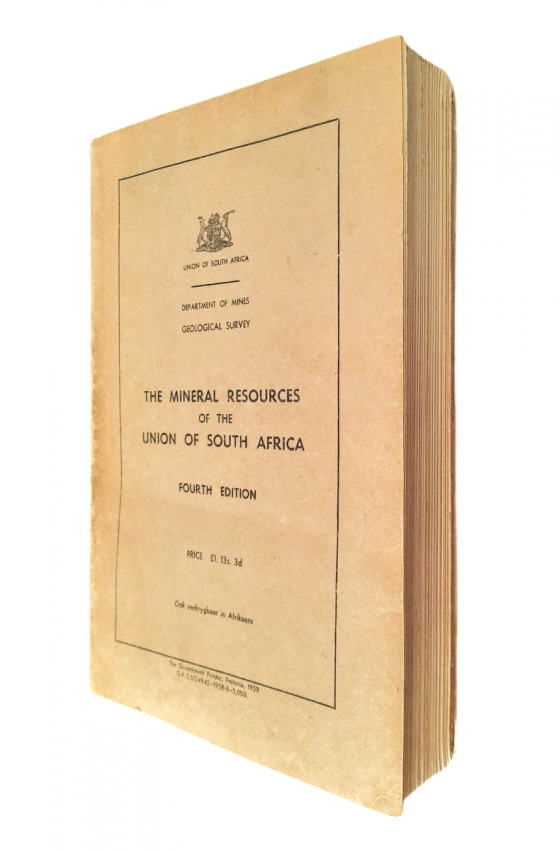 UNION OF SOUTH AFRICA
DEPARTMENT OF MINES
GEOLOGICAL SURVEY
THE MINERAL RESOURCES
OF THE
UNION OF SOUTH AFRICA
FOURTH EDITION
PRICE £1. 13s. 3d
Ook verkrygbaar in Afrikaans
The Government Printer, Pretoria, 1959